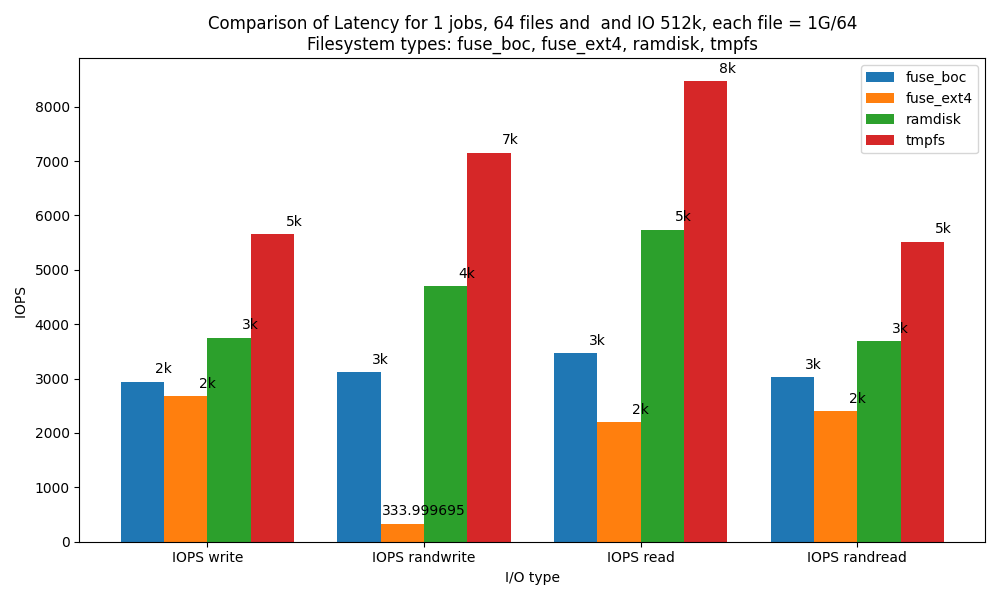 Comparison of Latency for 1 jobs, 64 files and  and IO 512k, each file = 1G/64
Filesystem types: fuse_boc, fuse_ext4, ramdisk, tmpfs
fuse_boc
fuse_ext4
ramdisk
tmpfs
IOPS
8000
7000
6000
5000
4000
3000
2000
1000
0
2k
2k
3k
5k
3k
333.999695
4k
7k
3k
2k
5k
8k
3k
2k
3k
5k
IOPS write
IOPS randwrite
IOPS read
IOPS randread
I/O type